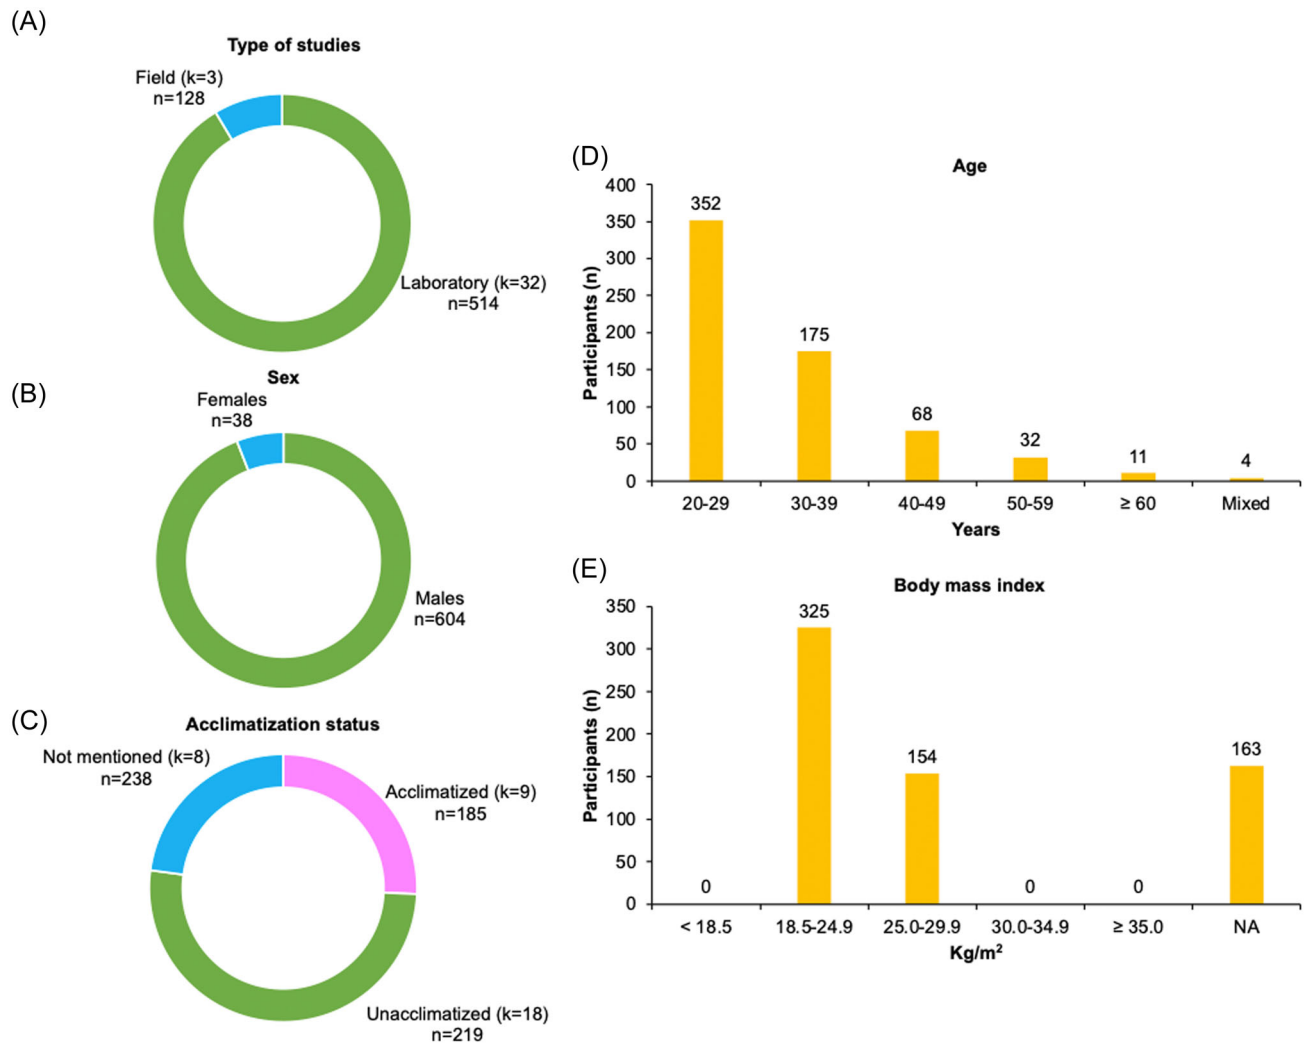 (A)
Type of studies
Field (k=3)
n=128
Laboratory (k=32)
n=514
(B)
Sex
Females
n=38
Males
n=604
(C)
Acclimatization status
Not mentioned (k=8)
n=238
Acclimatized (k=9)
n=185
Unacclimatized (k=18)
n=219
(D)
Age
Participants (n)
400
350
300
250
200
150
100
50
0
352
175
68
32
11
4
20-29 30-39 40-49 50-59 ≥ 60 Mixed
Years
(E)
Body mass index
Participants (n)
350
300
250
200
150
100
50
0
0
325
154
0
0
163
< 18.5 18.5-24.9 25.0-29.9 30.0-34.9 ≥ 35.0 NA
Kg/m²